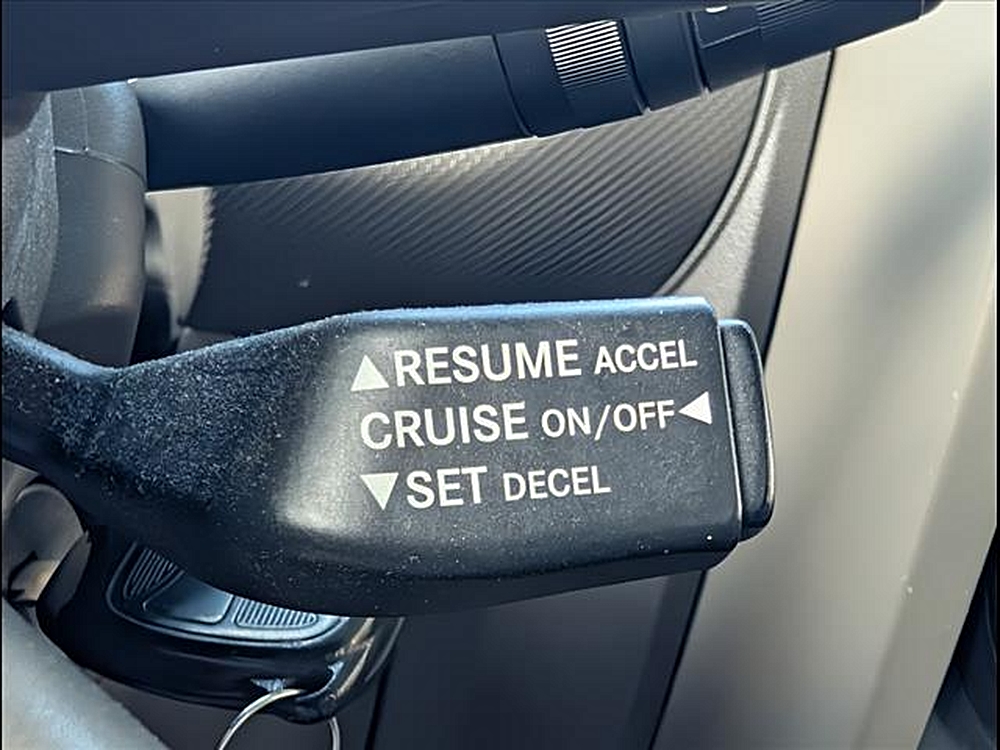 ▲RESUME ACCEL
CRUISE ON/OFF◀
▼SET DECEL